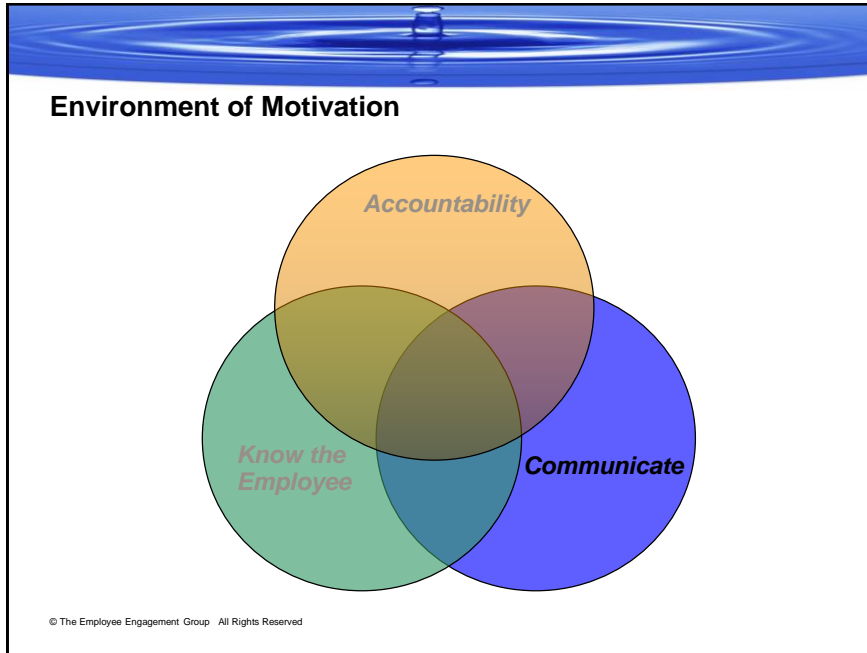 Environment of Motivation
Accountability
Know the
Employee
Communicate
© The Employee Engagement Group All Rights Reserved